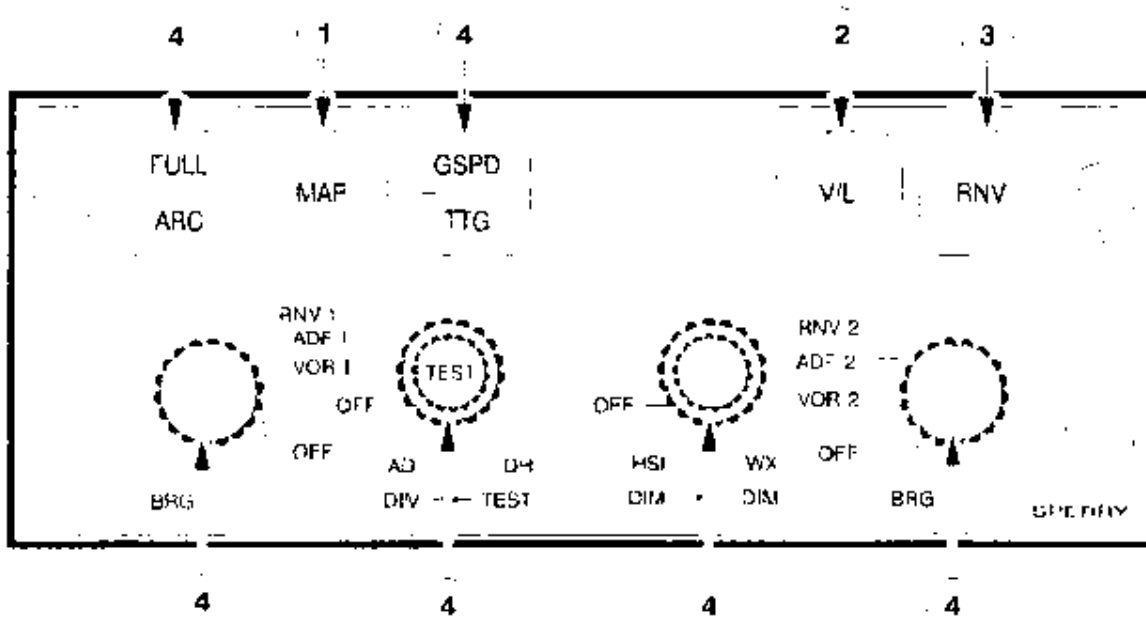 4 1 4 2 3
FULL GSPD
MAP V/L RNV
ARC TTG
RNV 1 RNV 2
ADF 1 ADF 2
VOR 1 TEST VOR 2
OFF OFF
OFF AD DH HSI WX OFF
BRG DIV TEST DIM DIM BRG
SPERRY
4 4 4 4